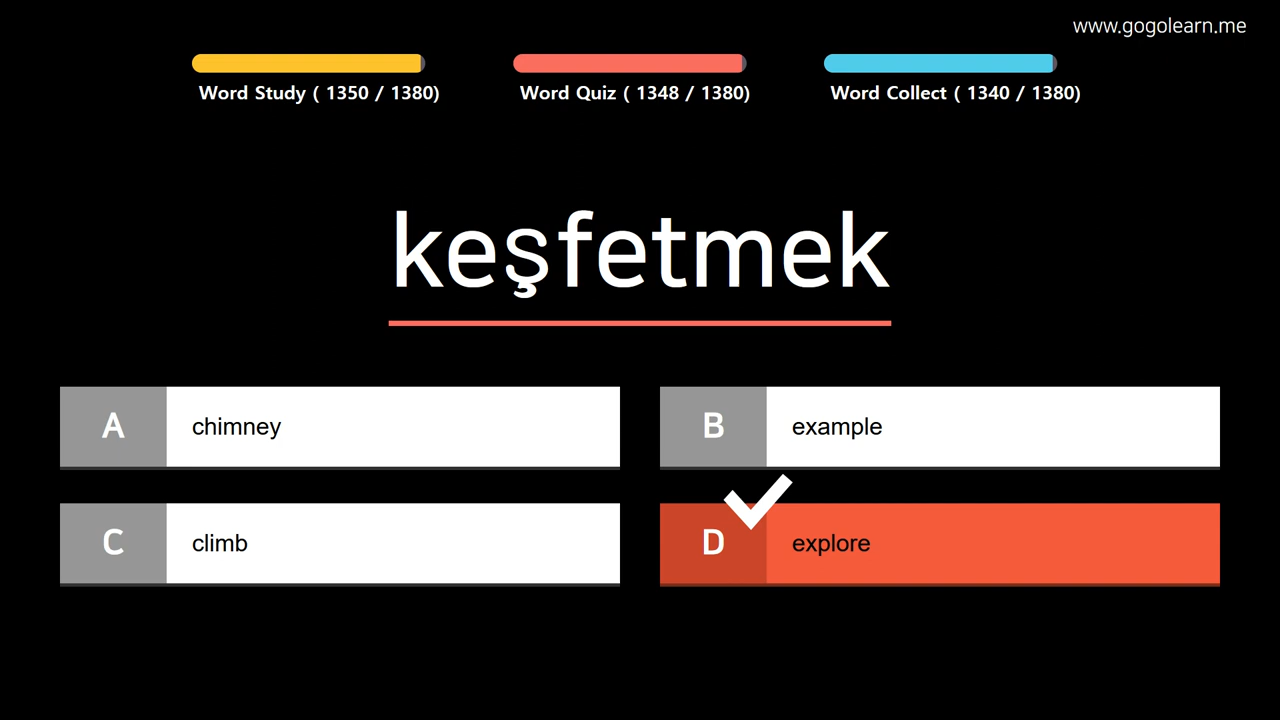 www.gogolearn.me
Word Study ( 1350 / 1380)
Word Quiz ( 1348 / 1380)
Word Collect ( 1340 / 1380)
keşfetmek
A chimney
B example
C climb
D explore